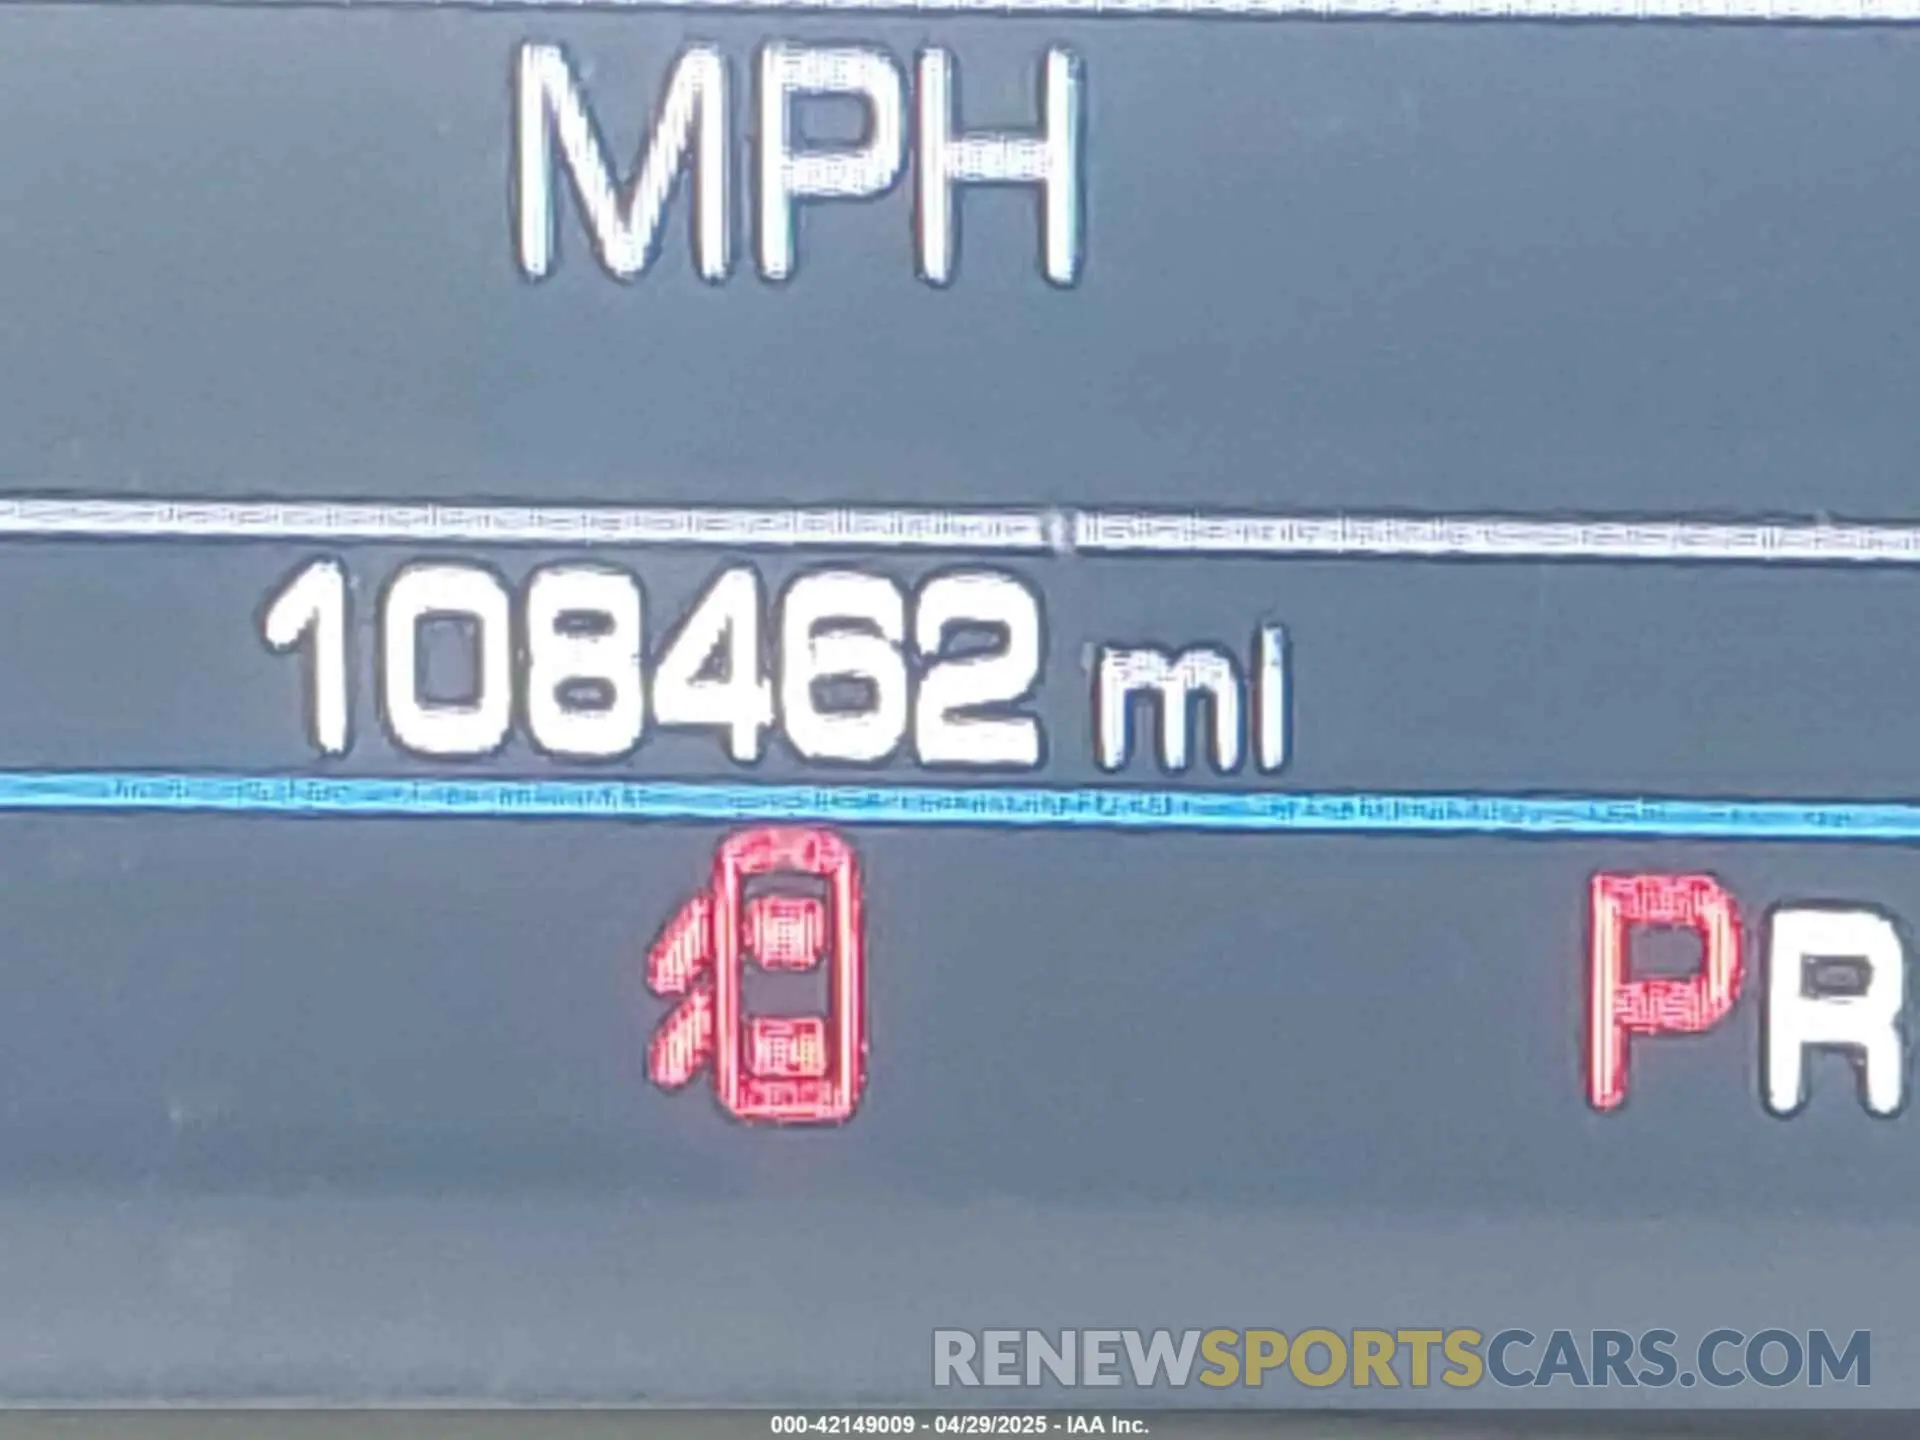 MPH
108462 mi
P R
RENEWSPORTSCARS.COM
000-42149009 - 04/29/2025 - IAA Inc.